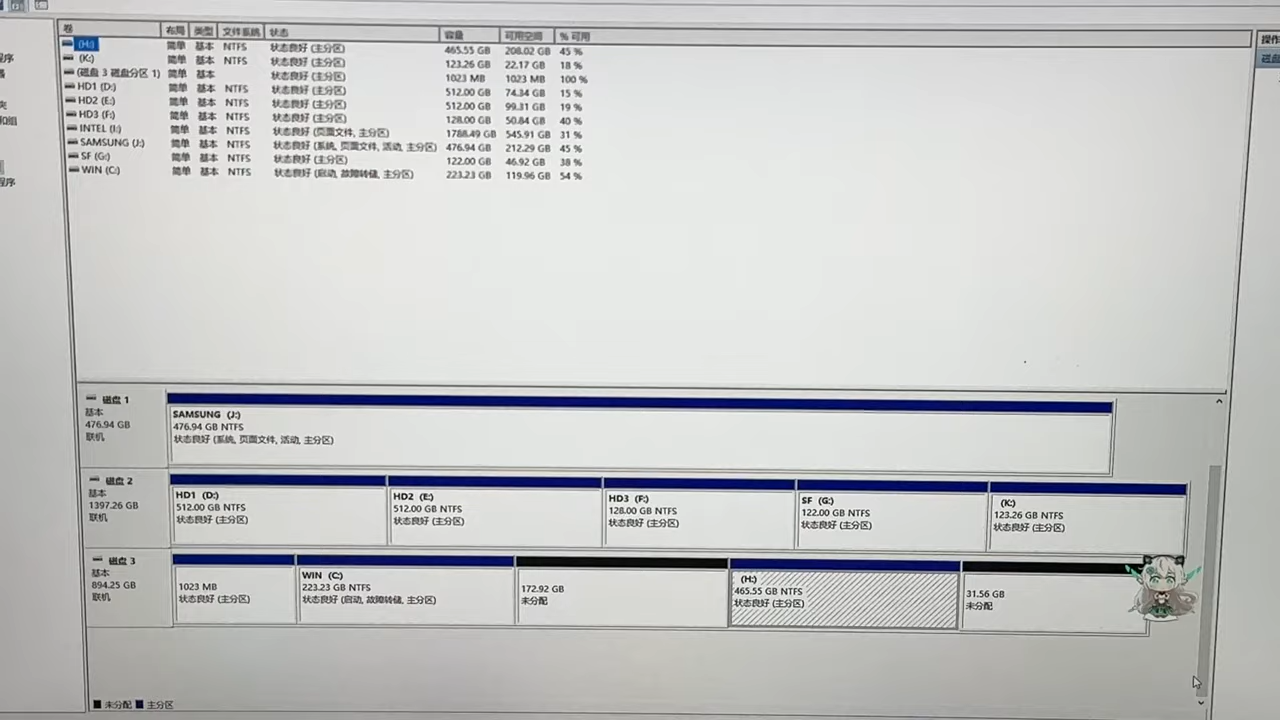 卷 布局 类型 文件系统 状态 容量 可用空间 % 可用
(H:) 简单 基本 NTFS 状态良好 (主分区) 465.55 GB 208.02 GB 45 %
(K:) 简单 基本 NTFS 状态良好 (主分区) 123.26 GB 22.17 GB 18 %
(磁盘 3 磁盘分区 1) 简单 基本 状态良好 (主分区) 1023 MB 1023 MB 100 %
HD1 (D:) 简单 基本 NTFS 状态良好 (主分区) 512.00 GB 74.34 GB 15 %
HD2 (E:) 简单 基本 NTFS 状态良好 (主分区) 512.00 GB 99.31 GB 19 %
HD3 (F:) 简单 基本 NTFS 状态良好 (主分区) 128.00 GB 50.84 GB 40 %
INTEL (I:) 简单 基本 NTFS 状态良好 (页面文件, 主分区) 1788.49 GB 545.91 GB 31 %
SAMSUNG (J:) 简单 基本 NTFS 状态良好 (系统, 页面文件, 活动, 主分区) 476.94 GB 212.29 GB 45 %
SF (G:) 简单 基本 NTFS 状态良好 (主分区) 122.00 GB 46.92 GB 38 %
WIN (C:) 简单 基本 NTFS 状态良好 (启动, 故障转储, 主分区) 223.23 GB 119.96 GB 54 %
程序
和组
程序
操作
磁盘
磁盘 1
基本
476.94 GB
联机
SAMSUNG (J:)
476.94 GB NTFS
状态良好 (系统, 页面文件, 活动, 主分区)
磁盘 2
基本
1397.26 GB
联机
HD1 (D:)
512.00 GB NTFS
状态良好 (主分区)
HD2 (E:)
512.00 GB NTFS
状态良好 (主分区)
HD3 (F:)
128.00 GB NTFS
状态良好 (主分区)
SF (G:)
122.00 GB NTFS
状态良好 (主分区)
(K:)
123.26 GB NTFS
状态良好 (主分区)
磁盘 3
基本
894.25 GB
联机
1023 MB
状态良好 (主分区)
WIN (C:)
223.23 GB NTFS
状态良好 (启动, 故障转储, 主分区)
172.92 GB
未分配
(H:)
465.55 GB NTFS
状态良好 (主分区)
31.56 GB
未分配
未分配 主分区